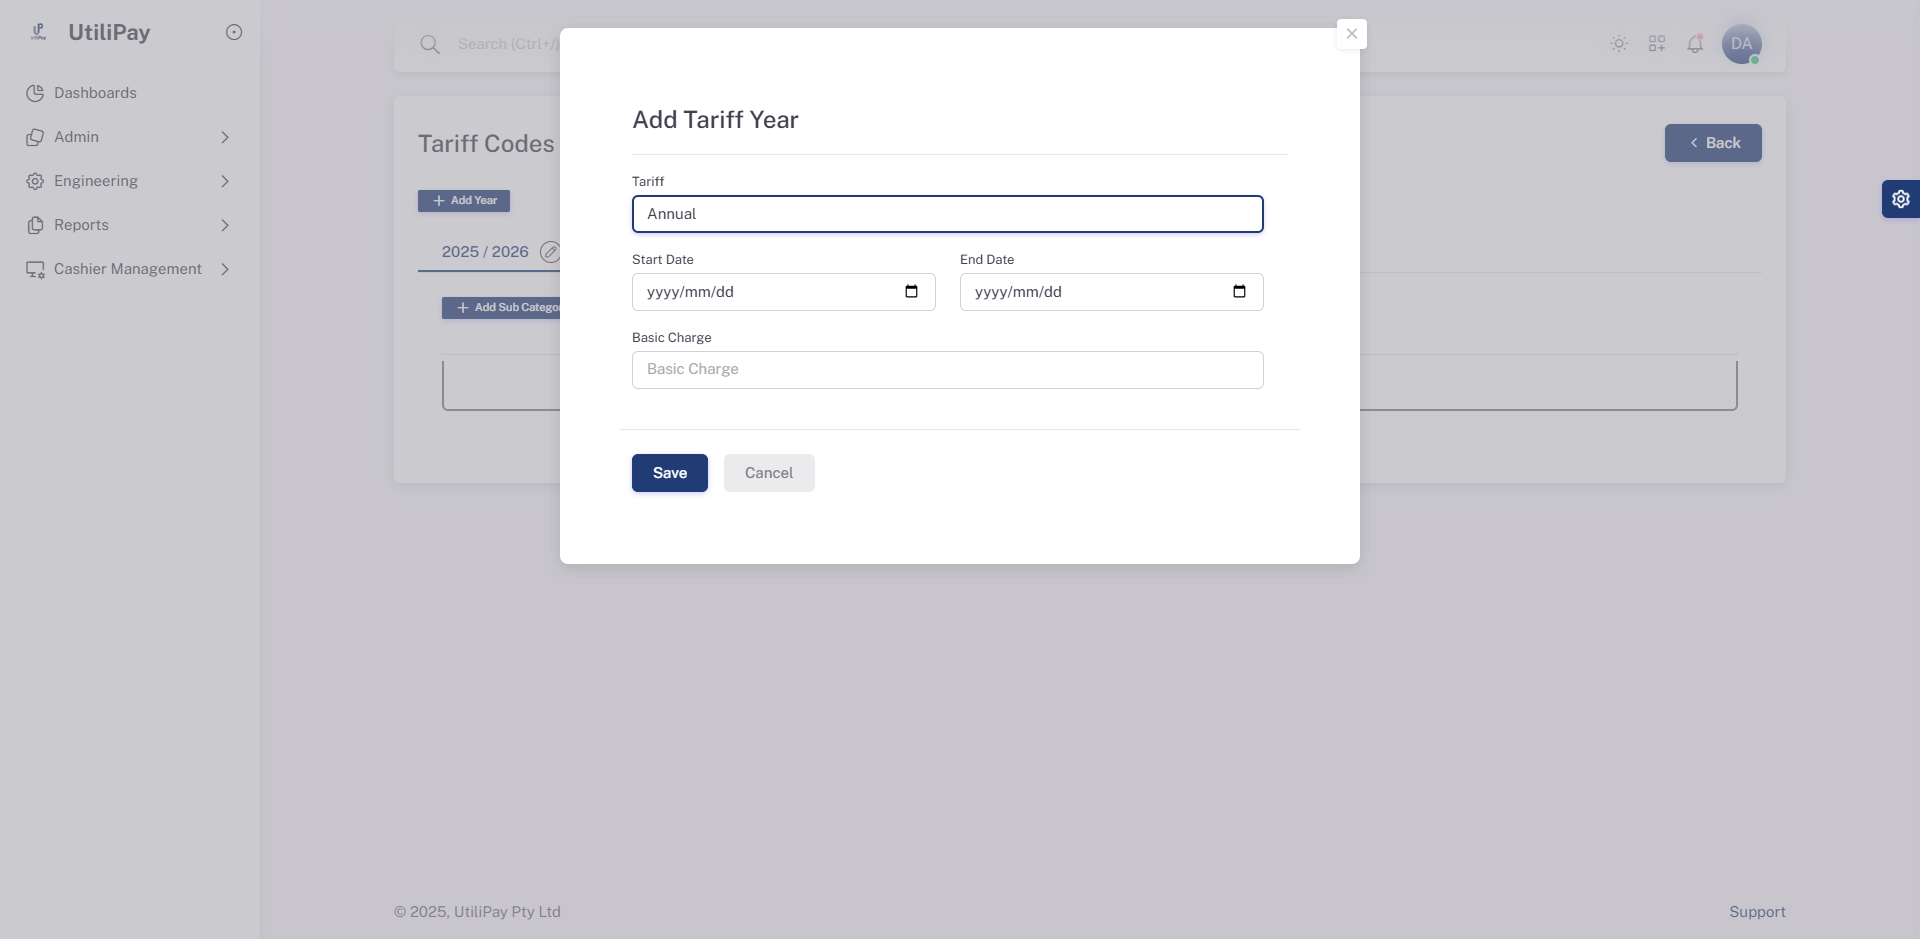 UtiliPay
Dashboards
Admin
Engineering
Reports
Cashier Management
Search (Ctrl+/)
DA
Tariff Codes
Back
Add Year
2025 / 2026
Add Sub
Add Tariff Year
Tariff
Annual
Start Date
End Date
yyyy/mm/dd
yyyy/mm/dd
Basic Charge
Basic Charge
Save
Cancel
© 2025, UtiliPay Pty Ltd
Support